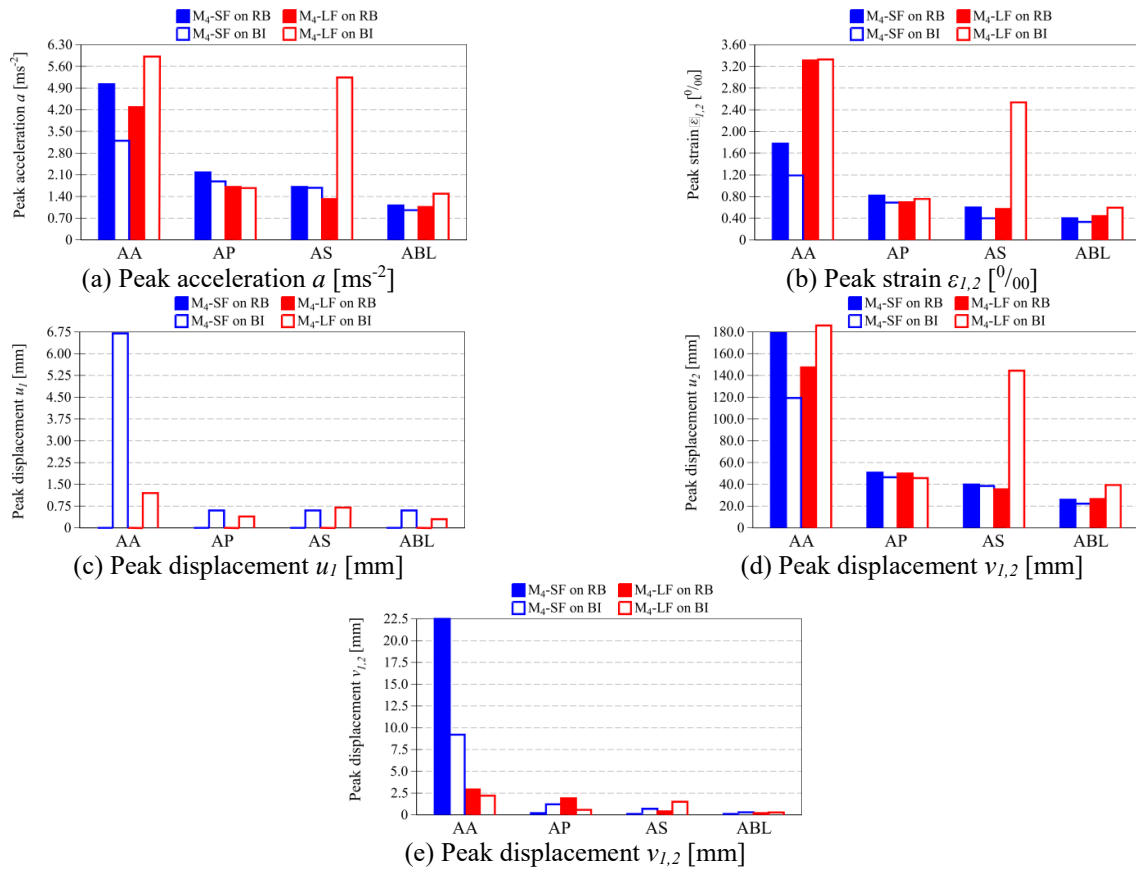 M4-SF on RB M4-LF on RB
M4-SF on BI M4-LF on BI
Peak acceleration a [ms-2]
6.30
5.60
4.90
4.20
3.50
2.80
2.10
1.40
0.70
0
AA AP AS ABL
(a) Peak acceleration a [ms-2]
M4-SF on RB M4-LF on RB
M4-SF on BI M4-LF on BI
Peak strain ε1,2 [0/00]
3.60
3.20
2.80
2.40
2.00
1.60
1.20
0.80
0.40
0
AA AP AS ABL
(b) Peak strain ε1,2 [0/00]
M4-SF on RB M4-LF on RB
M4-SF on BI M4-LF on BI
Peak displacement u1 [mm]
6.75
6.00
5.25
4.50
3.75
3.00
2.25
1.50
0.75
0
AA AP AS ABL
(c) Peak displacement u1 [mm]
M4-SF on RB M4-LF on RB
M4-SF on BI M4-LF on BI
Peak displacement u2 [mm]
180.0
160.0
140.0
120.0
100.0
80.0
60.0
40.0
20.0
0
AA AP AS ABL
(d) Peak displacement v1,2 [mm]
M4-SF on RB M4-LF on RB
M4-SF on BI M4-LF on BI
Peak displacement v1,2 [mm]
22.5
20.0
17.5
15.0
12.5
10.0
7.5
5.0
2.5
0
AA AP AS ABL
(e) Peak displacement v1,2 [mm]